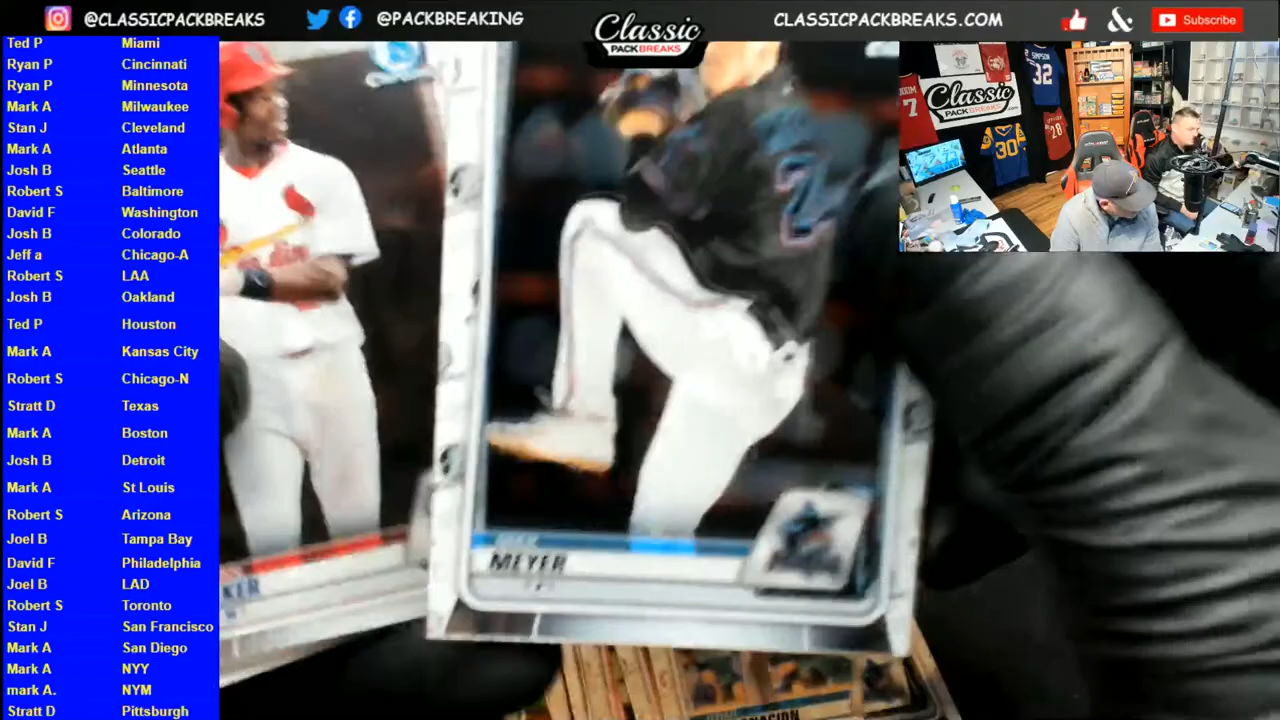 @CLASSICPACKBREAKS
@PACKBREAKING
Classic
PACK BREAKS
CLASSICPACKBREAKS.COM
Subscribe
Ted P Miami
Ryan P Cincinnati
Ryan P Minnesota
Mark A Milwaukee
Stan J Cleveland
Mark A Atlanta
Josh B Seattle
Robert S Baltimore
David F Washington
Josh B Colorado
Jeff a Chicago-A
Robert S LAA
Josh B Oakland
Ted P Houston
Mark A Kansas City
Robert S Chicago-N
Stratt D Texas
Mark A Boston
Josh B Detroit
Mark A St Louis
Robert S Arizona
Joel B Tampa Bay
David F Philadelphia
Joel B LAD
Robert S Toronto
Stan J San Francisco
Mark A San Diego
Mark A NYY
mark A. NYM
Stratt D Pittsburgh
MEYER
Classic
PACK BREAKS
32
7
30
28